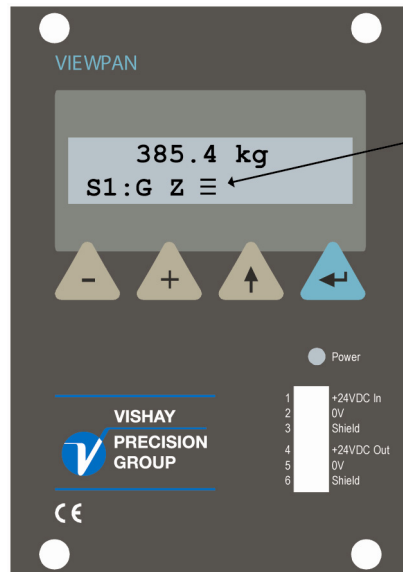 VIEWPAN
385.4 kg
S1:G Z ☰
- + ↑ ↵
Power
1 +24VDC In
2 0V
3 Shield
4 +24VDC Out
5 0V
6 Shield
VISHAY
PRECISION
GROUP
CE